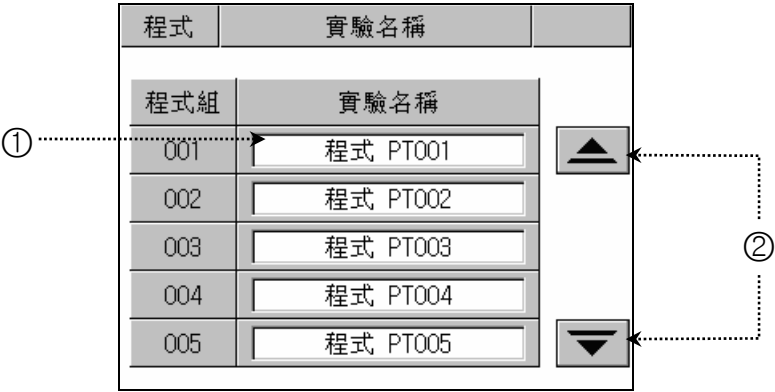 程式 實驗名稱
程式組 實驗名稱
① 001 程式 PT001
002 程式 PT002
003 程式 PT003
②
004 程式 PT004
005 程式 PT005